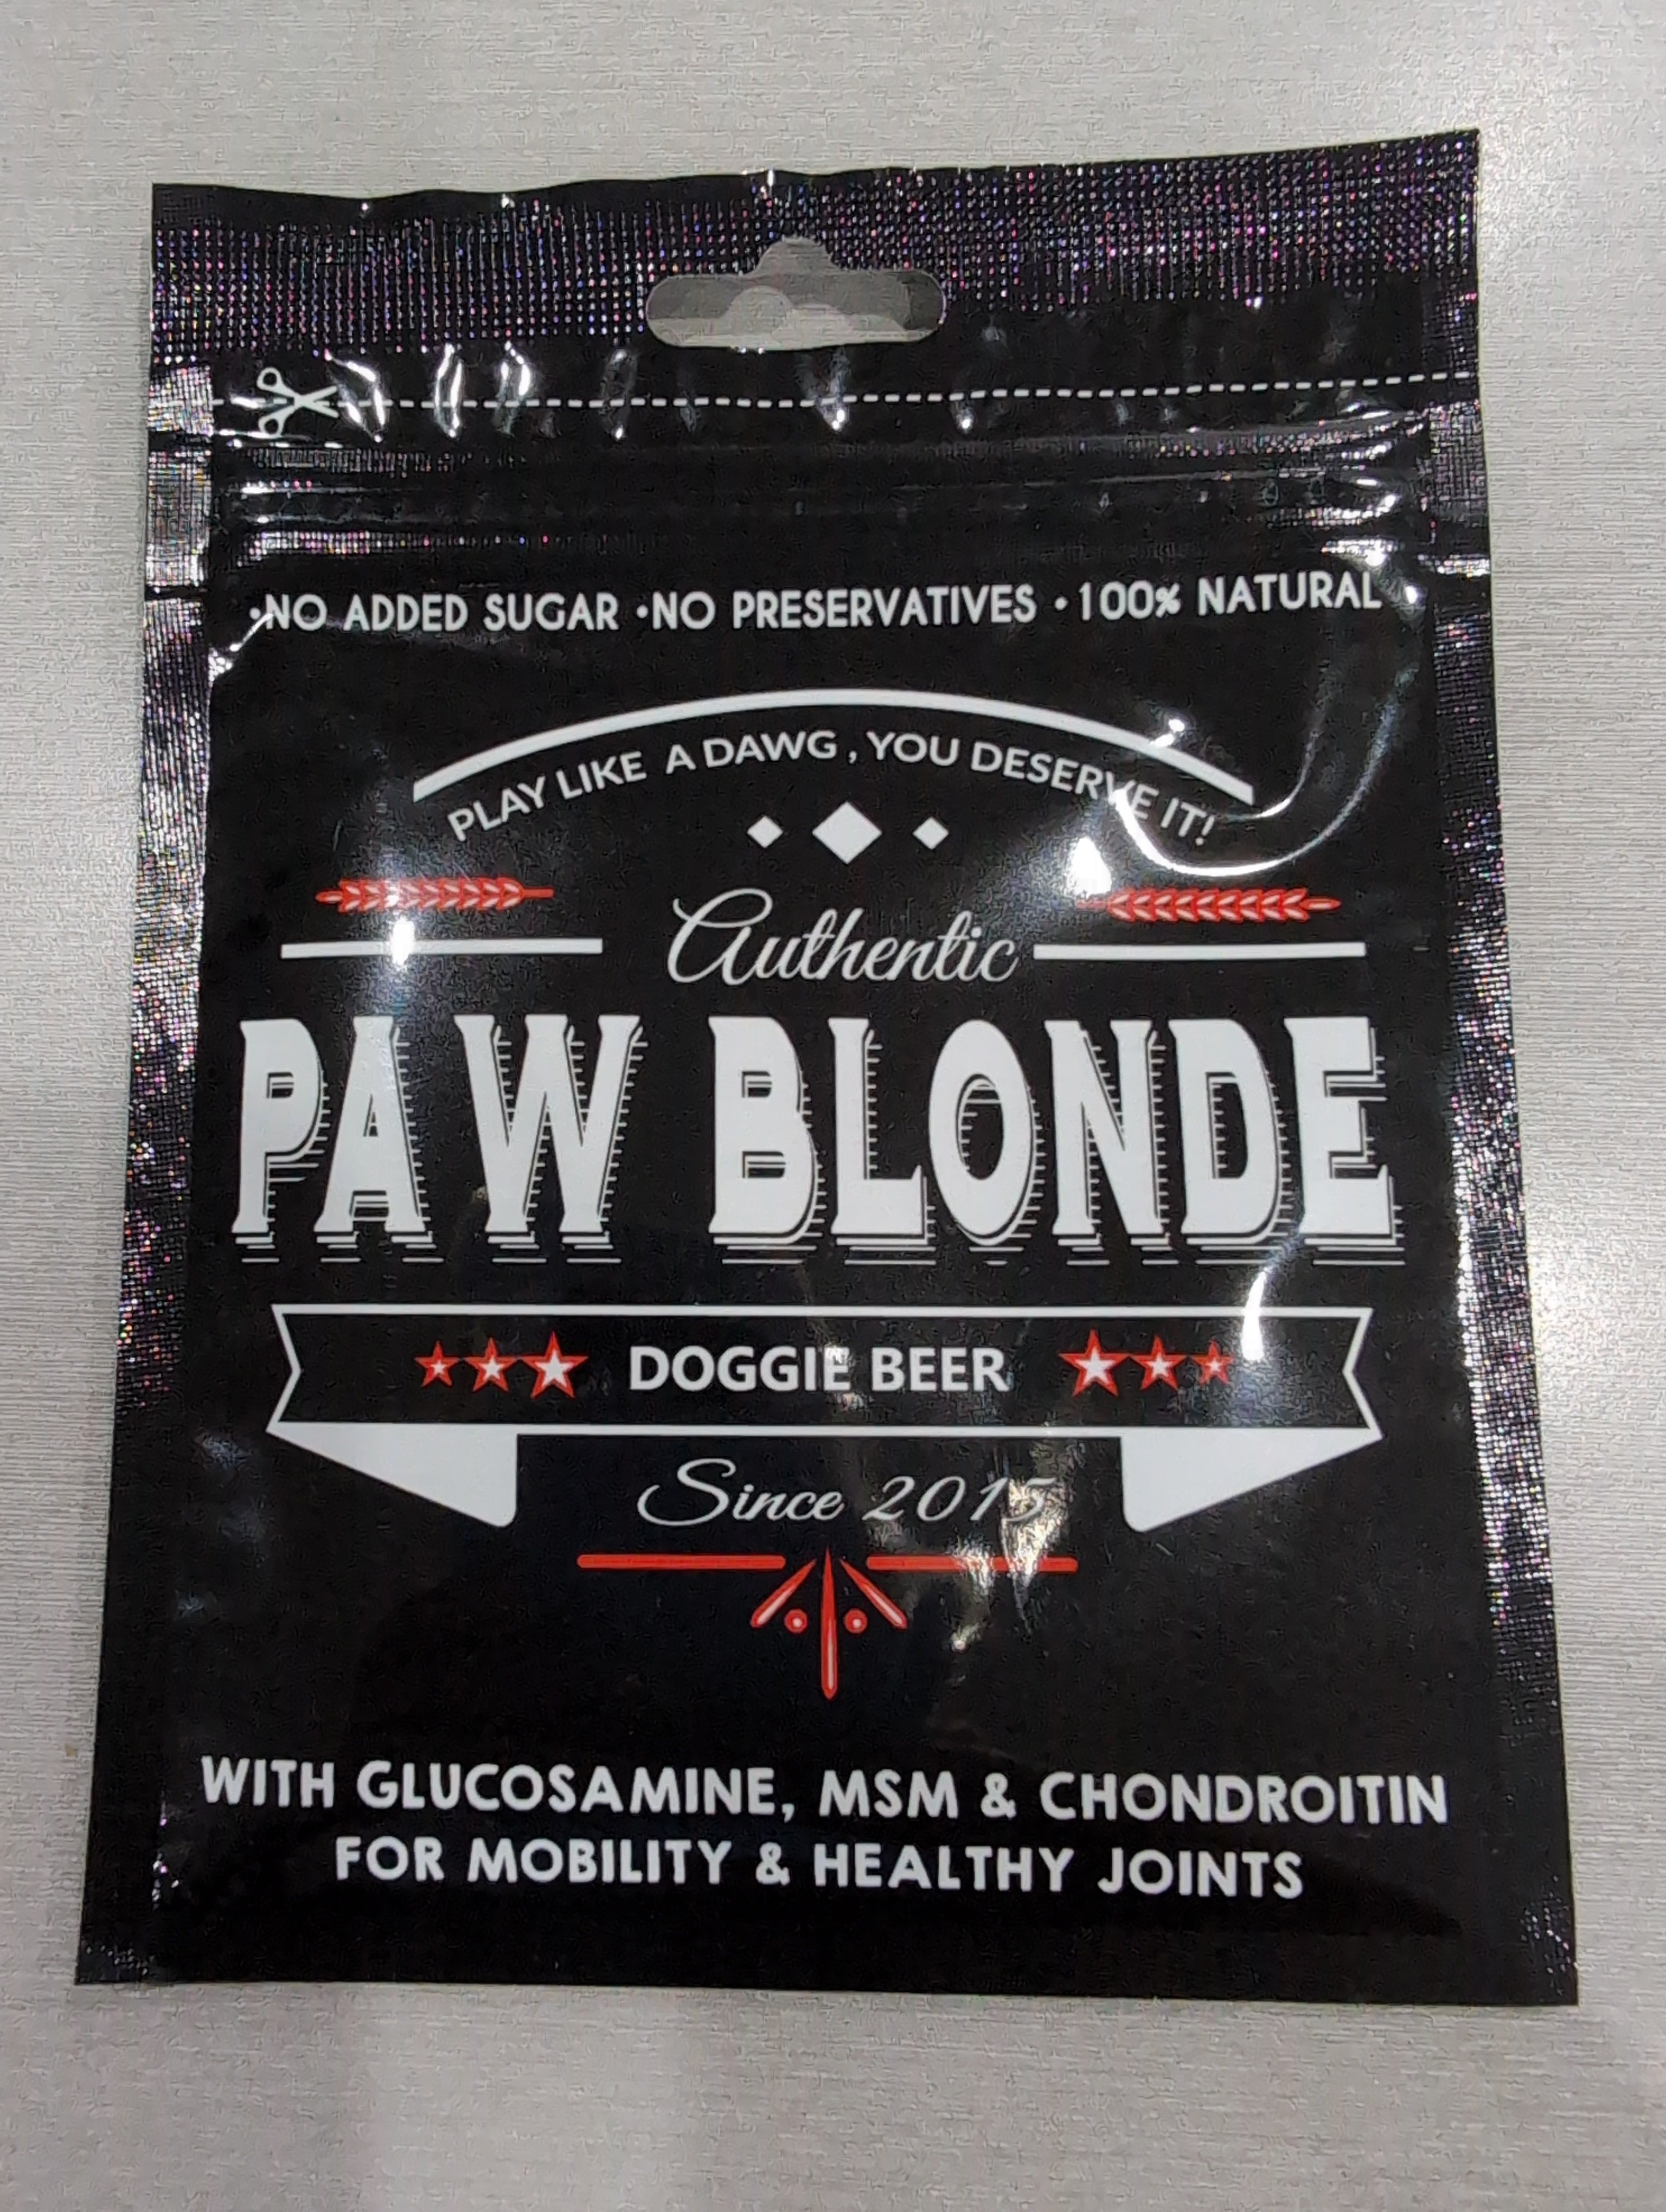 •NO ADDED SUGAR •NO PRESERVATIVES •100% NATURAL
PLAY LIKE A DAWG, YOU DESERVE IT!
Authentic
PAW BLONDE
DOGGIE BEER
Since 2015
WITH GLUCOSAMINE, MSM & CHONDROITIN
FOR MOBILITY & HEALTHY JOINTS